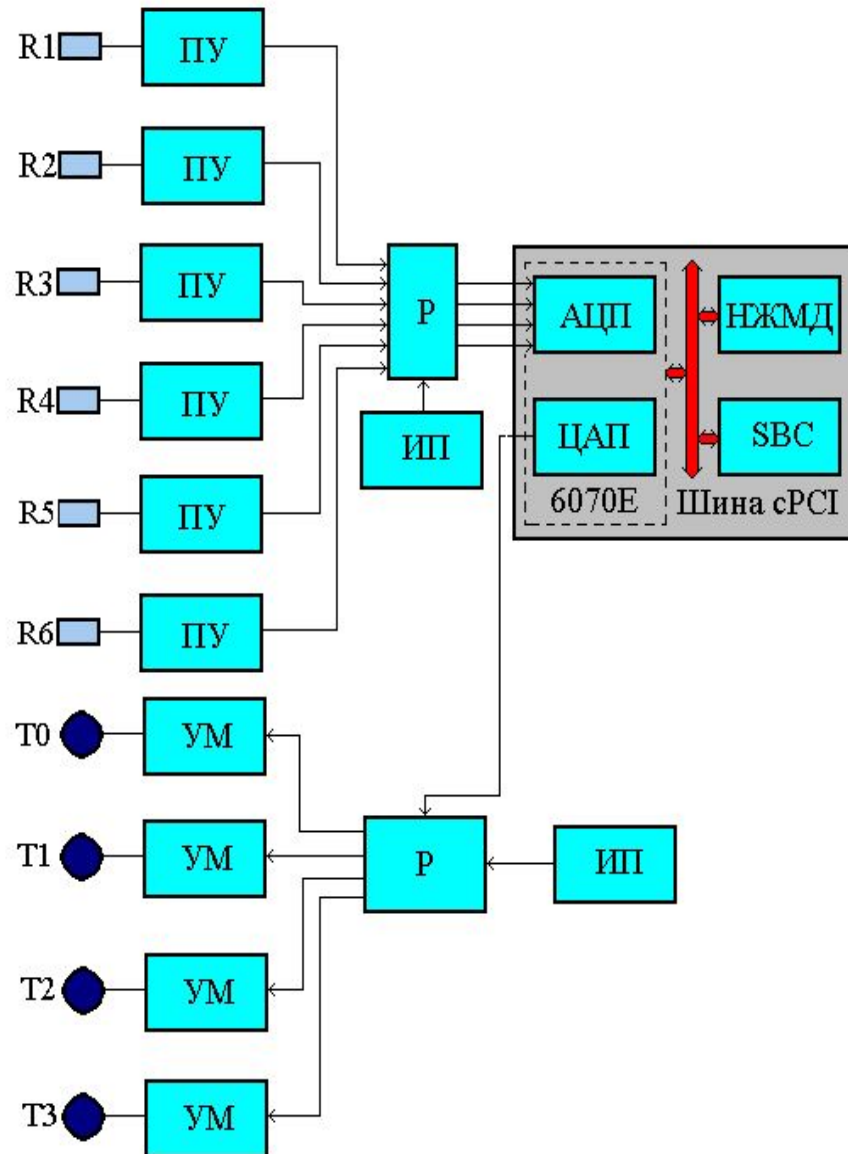 R1 ПУ
R2 ПУ
R3 ПУ
R4 ПУ
R5 ПУ
R6 ПУ
Р
ИП
АЦП
НЖМД
ЦАП
SBC
6070E
Шина cPCI
T0 УМ
T1 УМ
T2 УМ
T3 УМ
Р
ИП